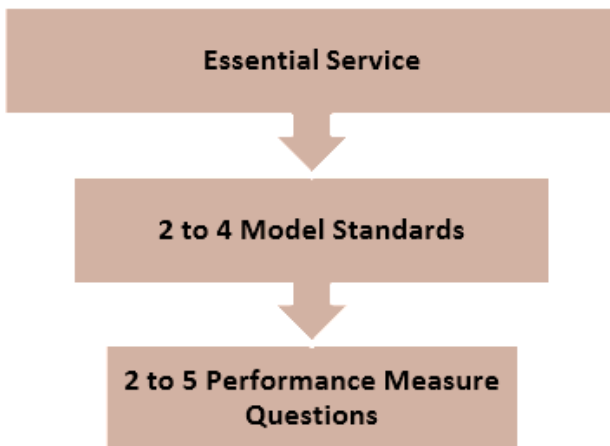 Essential Service
2 to 4 Model Standards
2 to 5 Performance Measure
Questions